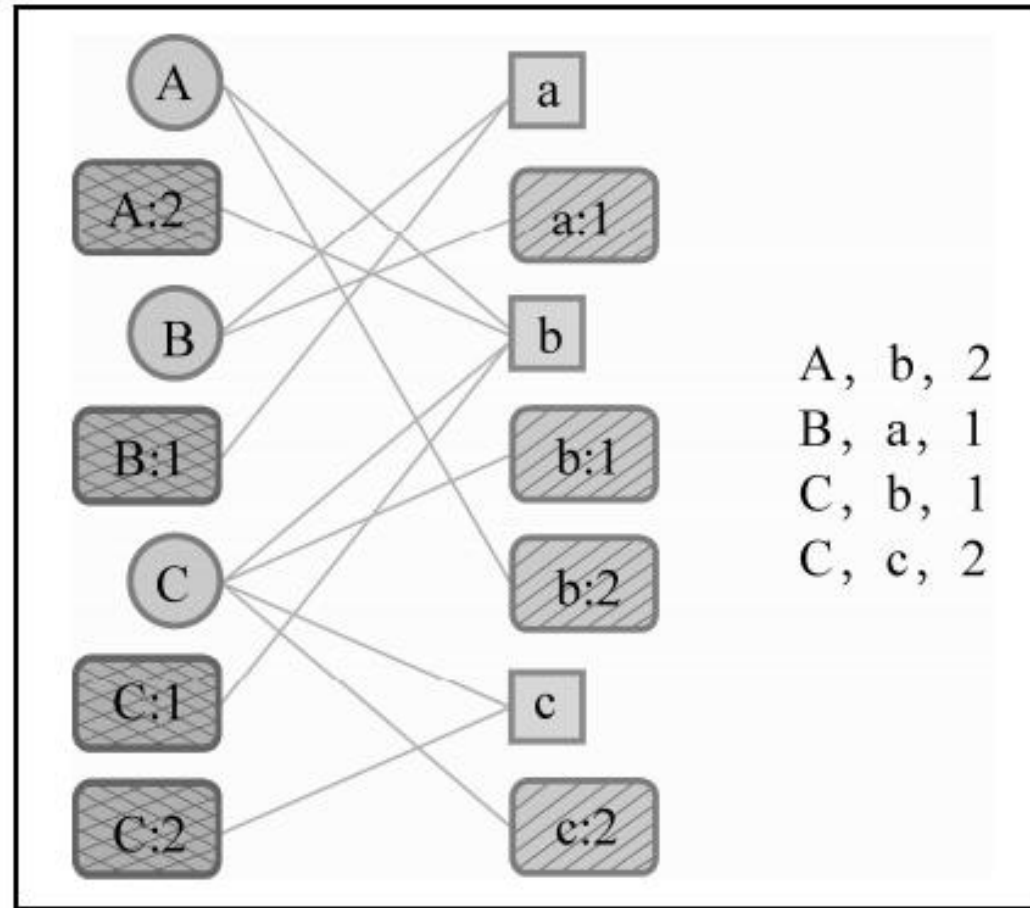 A
a
A:2
a:1
B
b
B:1
b:1
C
b:2
C:1
c
C:2
c:2
A, b, 2
B, a, 1
C, b, 1
C, c, 2